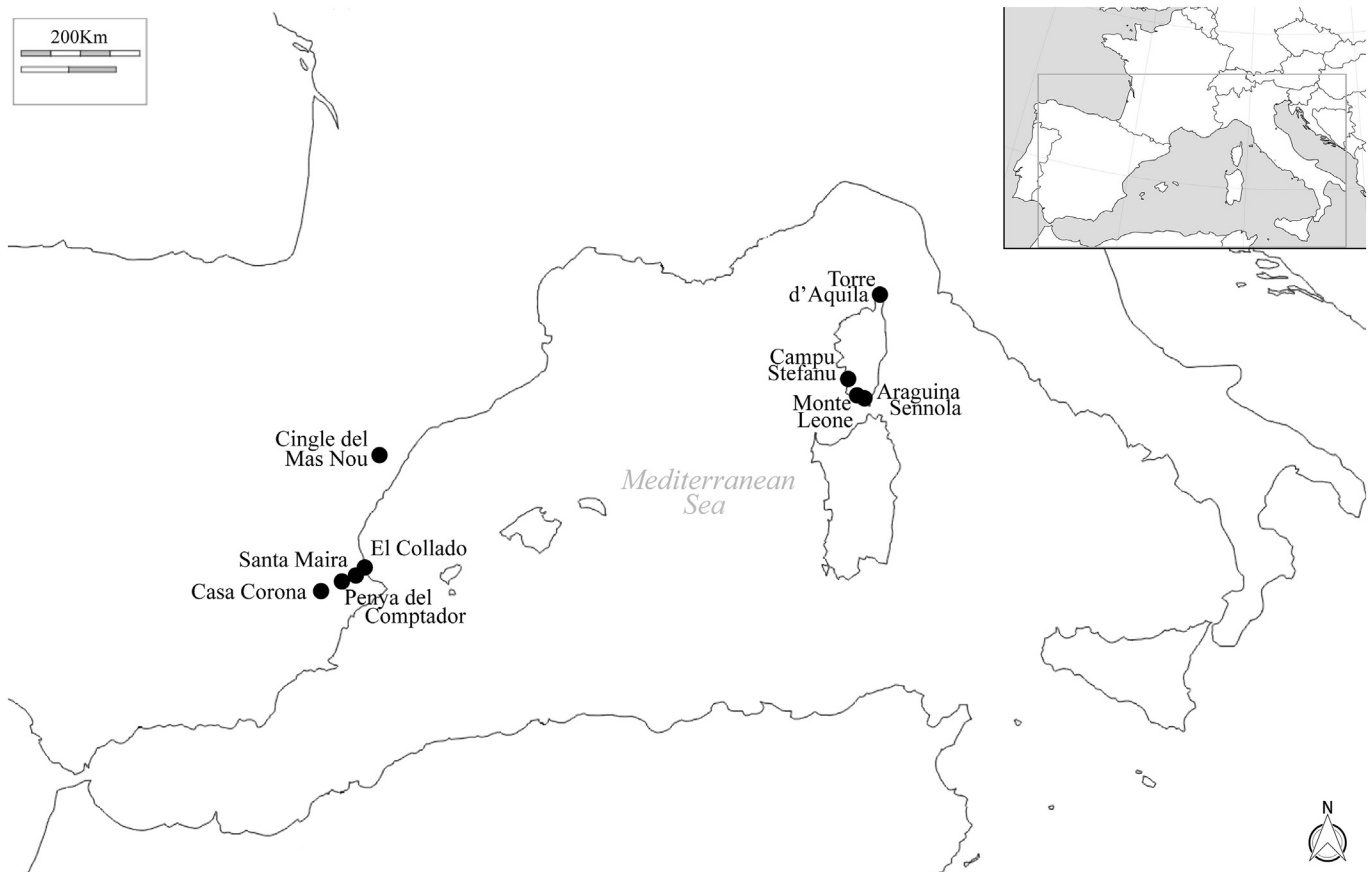 200Km
Torre
d’Aquila
Campu
Stefanu
Araguina
Sennola
Monte
Leone
Cingle del
Mas Nou
Mediterranean
Sea
El Collado
Santa Maira
Casa Corona
Penya del
Comptador
N